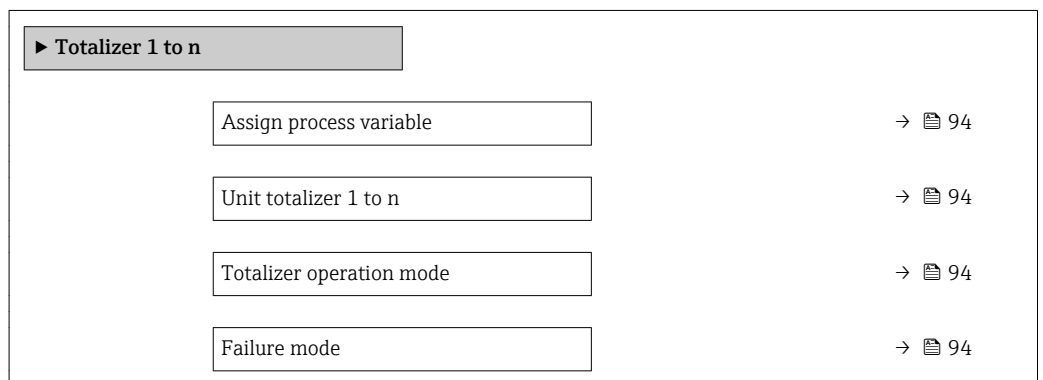 ▶ Totalizer 1 to n
Assign process variable → 94
Unit totalizer 1 to n → 94
Totalizer operation mode → 94
Failure mode → 94